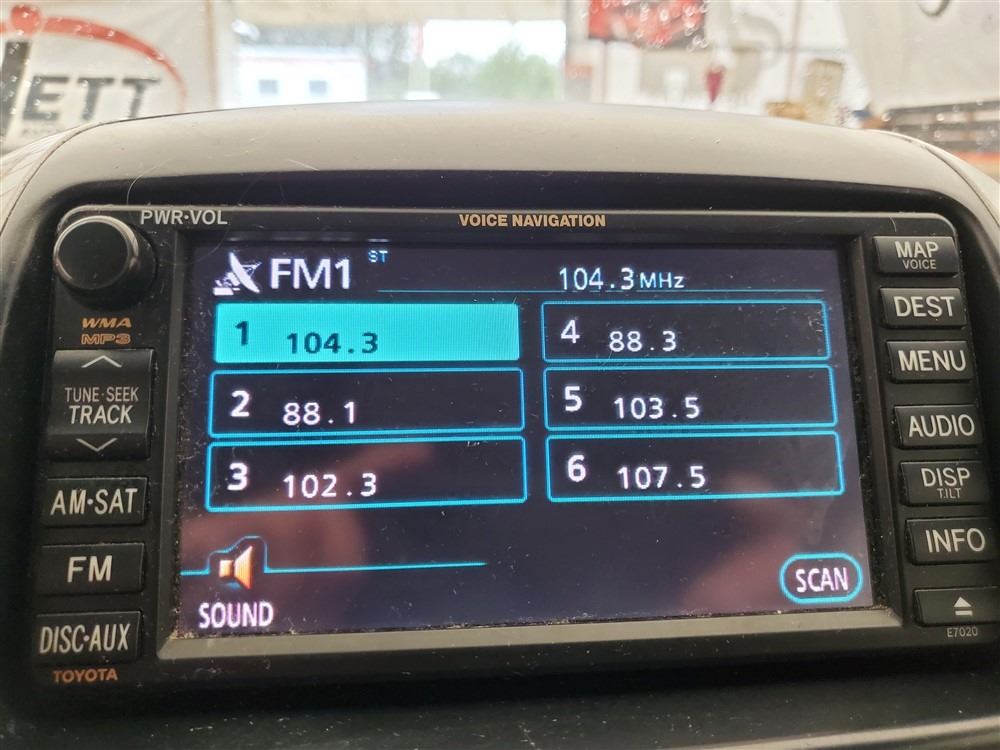 ETT
PWR·VOL
VOICE NAVIGATION
MAP
VOICE
FM1 ST
104.3 MHz
DEST
WMA
MP3
1 104.3
4 88.3
MENU
TUNE·SEEK
TRACK
2 88.1
5 103.5
AUDIO
3 102.3
6 107.5
DISP
TILT
AM·SAT
INFO
FM
SOUND
SCAN
DISC·AUX
E7020
TOYOTA